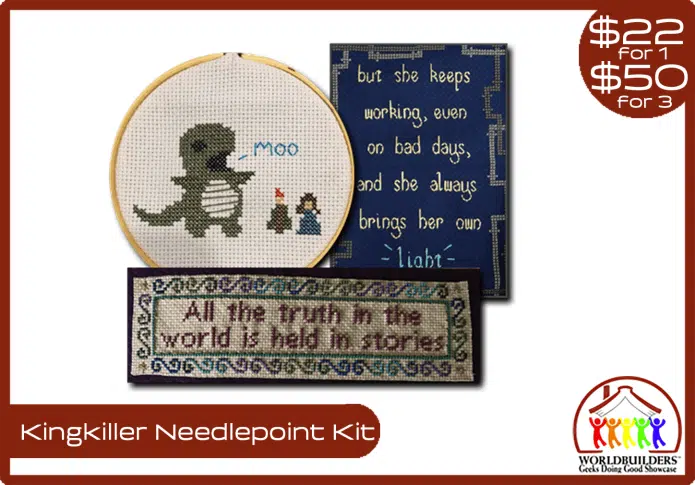 $22
for 1
$50
for 3
moo
but she keeps
working, even
on bad days,
and she always
brings her own
-light-
All the truth in the
world is held in stories
Kingkiller Needlepoint Kit
WORLDBUILDERS™
Geeks Doing Good Showcase